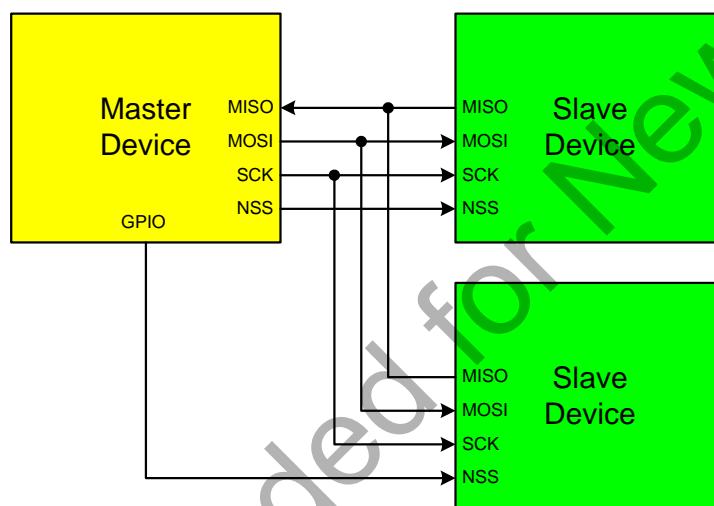 Master
Device
MISO
MOSI
SCK
NSS
GPIO
MISO
MOSI
SCK
NSS
Slave
Device
MISO
MOSI
SCK
NSS
Slave
Device
ded for New